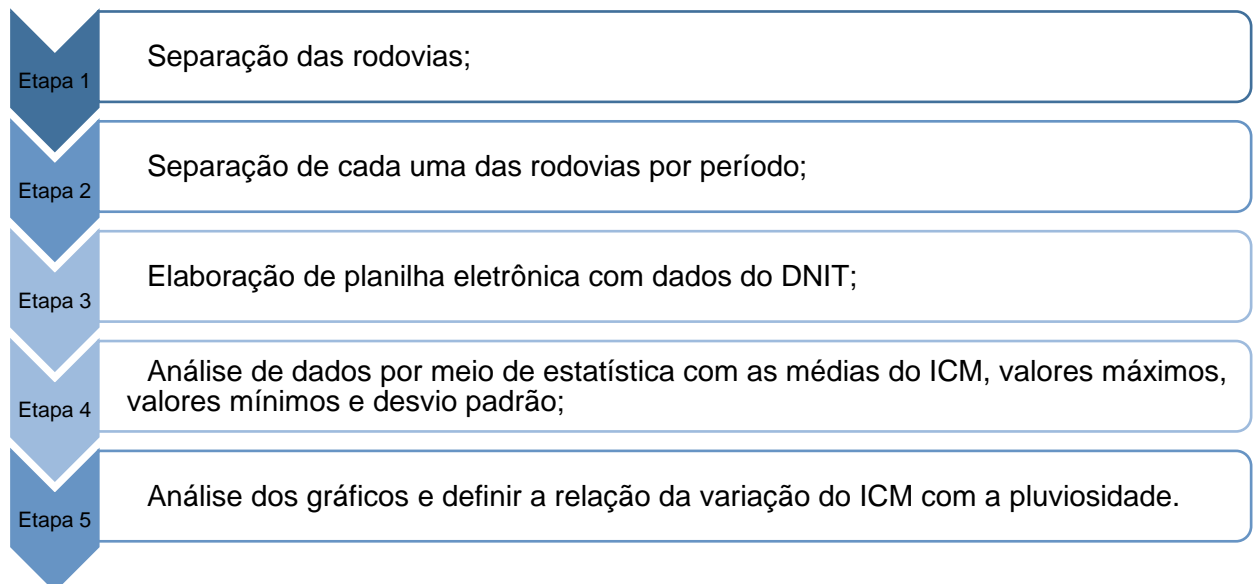 Etapa 1
Separação das rodovias;
Etapa 2
Separação de cada uma das rodovias por período;
Etapa 3
Elaboração de planilha eletrônica com dados do DNIT;
Etapa 4
Análise de dados por meio de estatística com as médias do ICM, valores máximos,
valores mínimos e desvio padrão;
Etapa 5
Análise dos gráficos e definir a relação da variação do ICM com a pluviosidade.